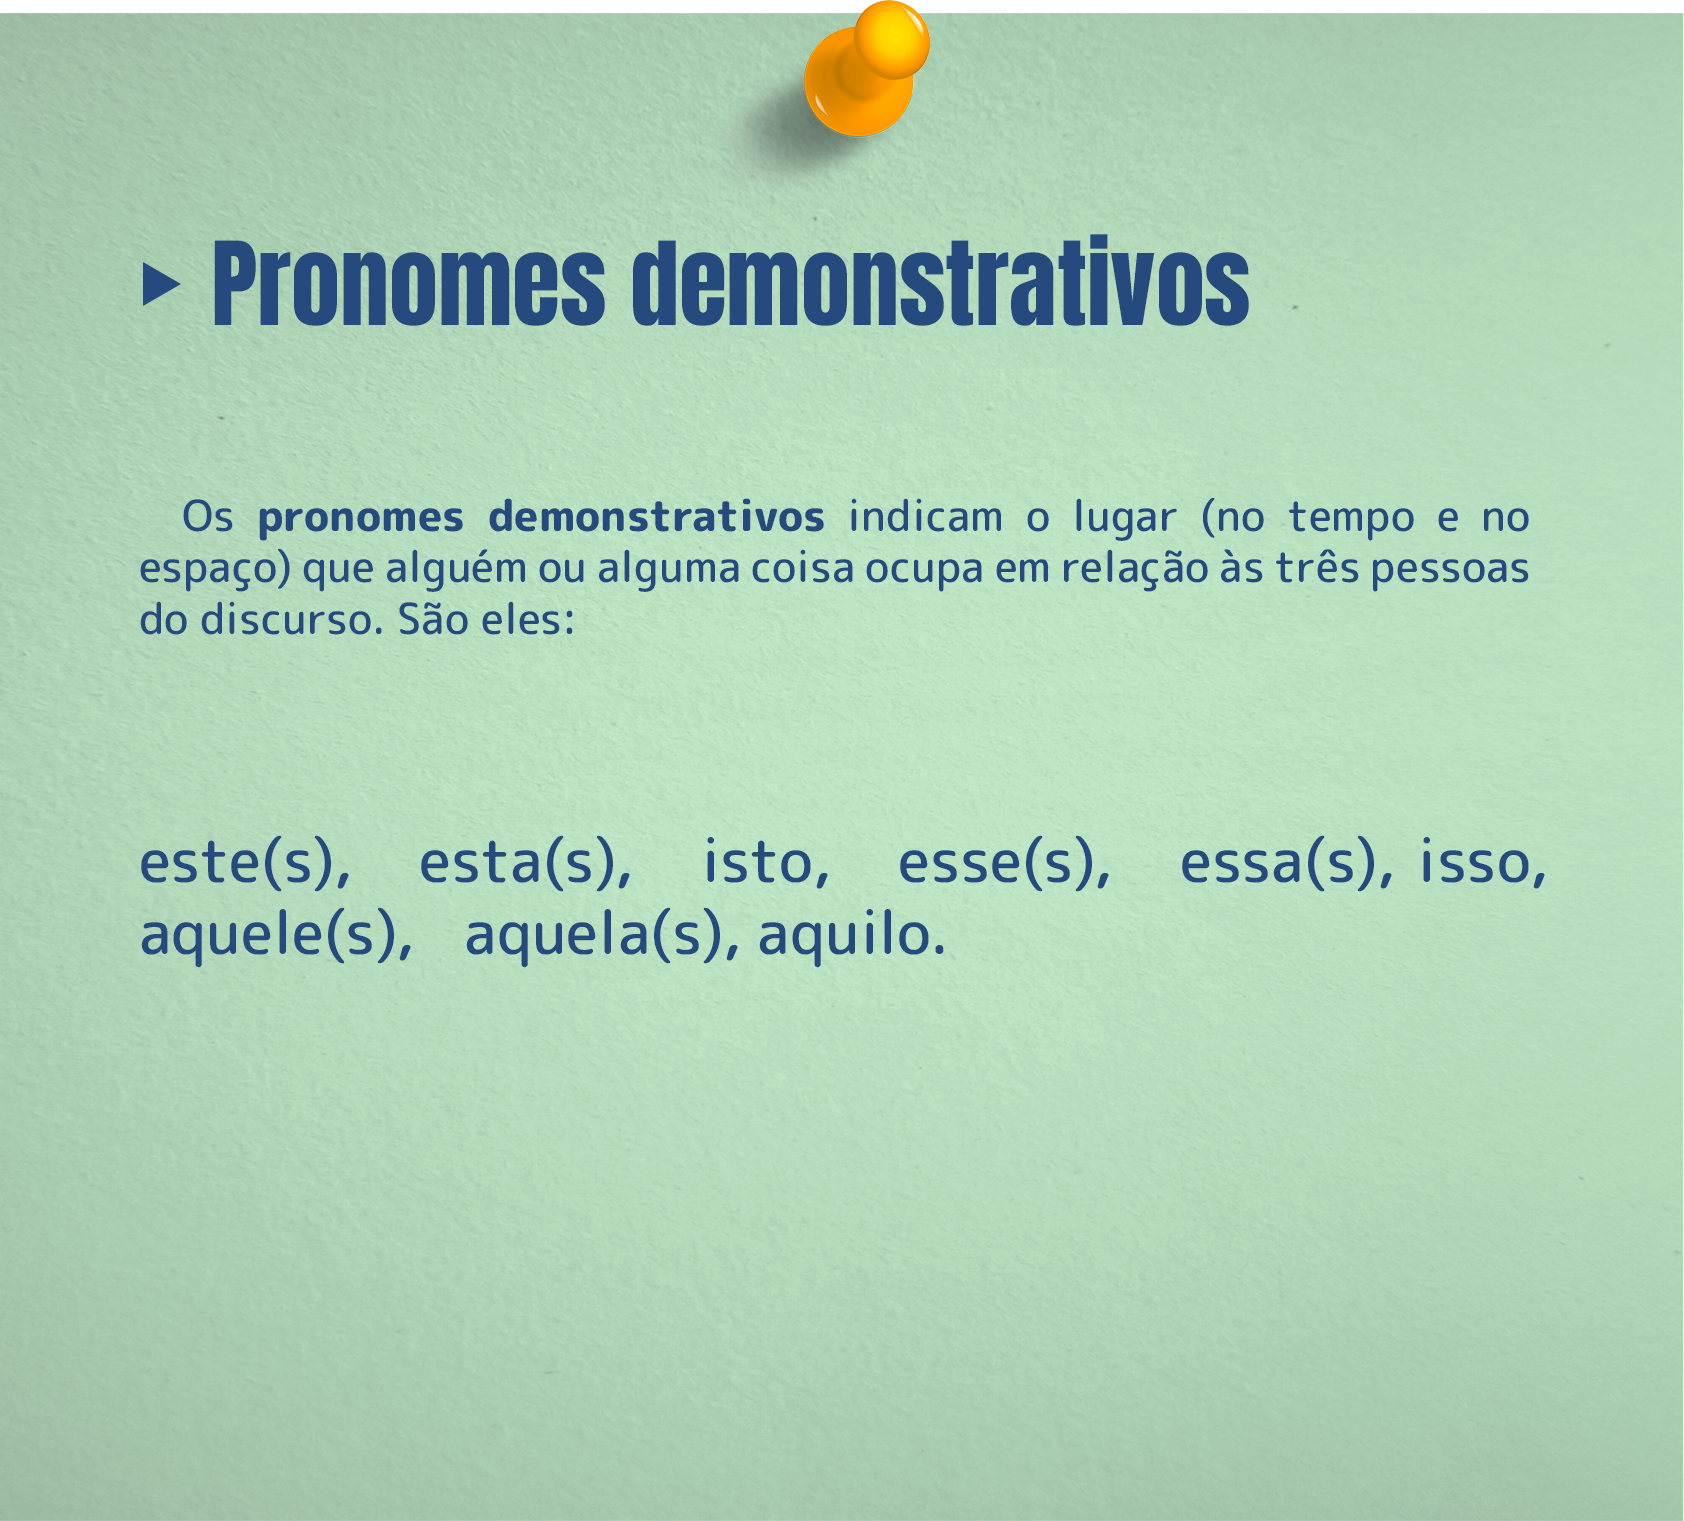 Pronomes demonstrativos
Os pronomes demonstrativos indicam o lugar (no tempo e no
espaço) que alguém ou alguma coisa ocupa em relação às três pessoas
do discurso. São eles:
este(s), esta(s), isto, esse(s), essa(s), isso,
aquele(s), aquela(s), aquilo.